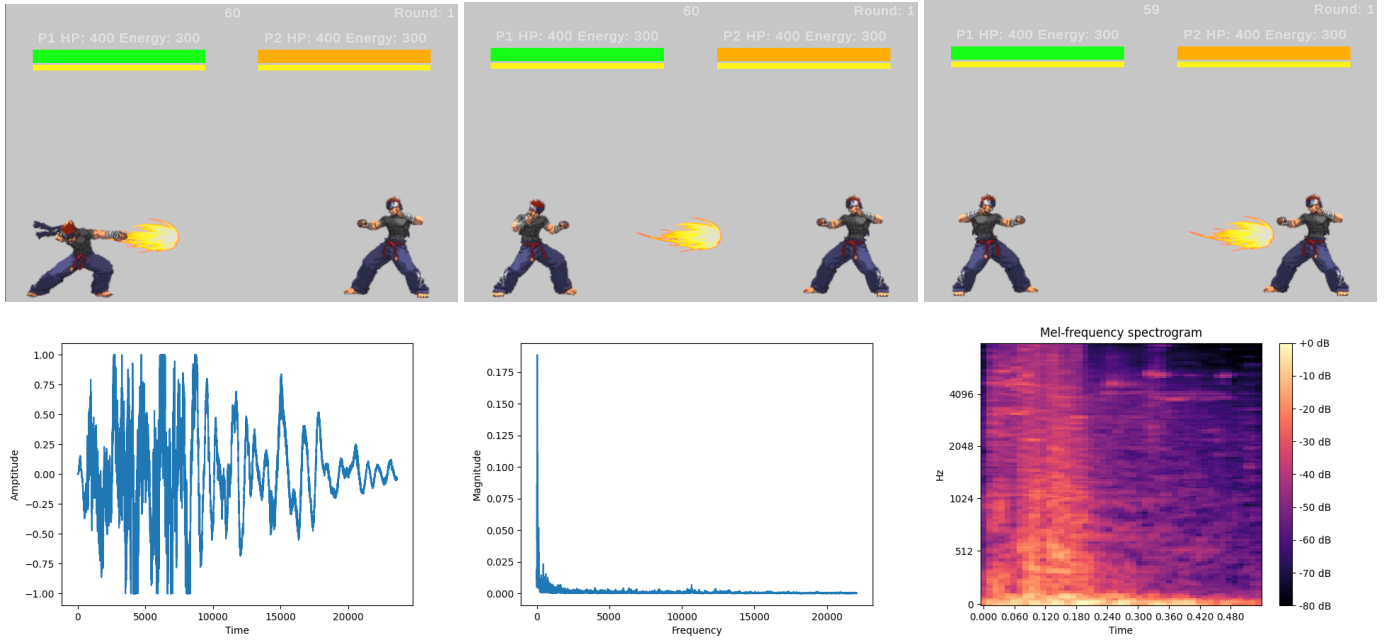 60
Round: 1
P1 HP: 400 Energy: 300
P2 HP: 400 Energy: 300
60
Round: 1
P1 HP: 400 Energy: 300
P2 HP: 400 Energy: 300
59
Round: 1
P1 HP: 400 Energy: 300
P2 HP: 400 Energy: 300
1.00
0.75
0.50
0.25
0.00
−0.25
−0.50
−0.75
−1.00
Amptitude
0 5000 10000 15000 20000
Time
0.175
0.150
0.125
0.100
0.075
0.050
0.025
0.000
Magnitude
0 5000 10000 15000 20000
Frequency
Mel-frequency spectrogram
4096
2048
1024
512
0
Hz
0.000 0.060 0.120 0.180 0.240 0.300 0.360 0.420 0.480
Time
+0 dB
-10 dB
-20 dB
-30 dB
-40 dB
-50 dB
-60 dB
-70 dB
-80 dB